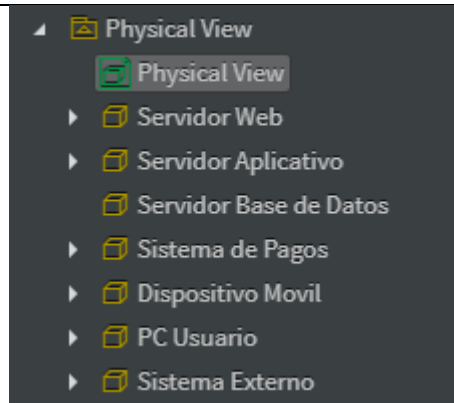 Physical View
Physical View
Servidor Web
Servidor Aplicativo
Servidor Base de Datos
Sistema de Pagos
Dispositivo Movil
PC Usuario
Sistema Externo